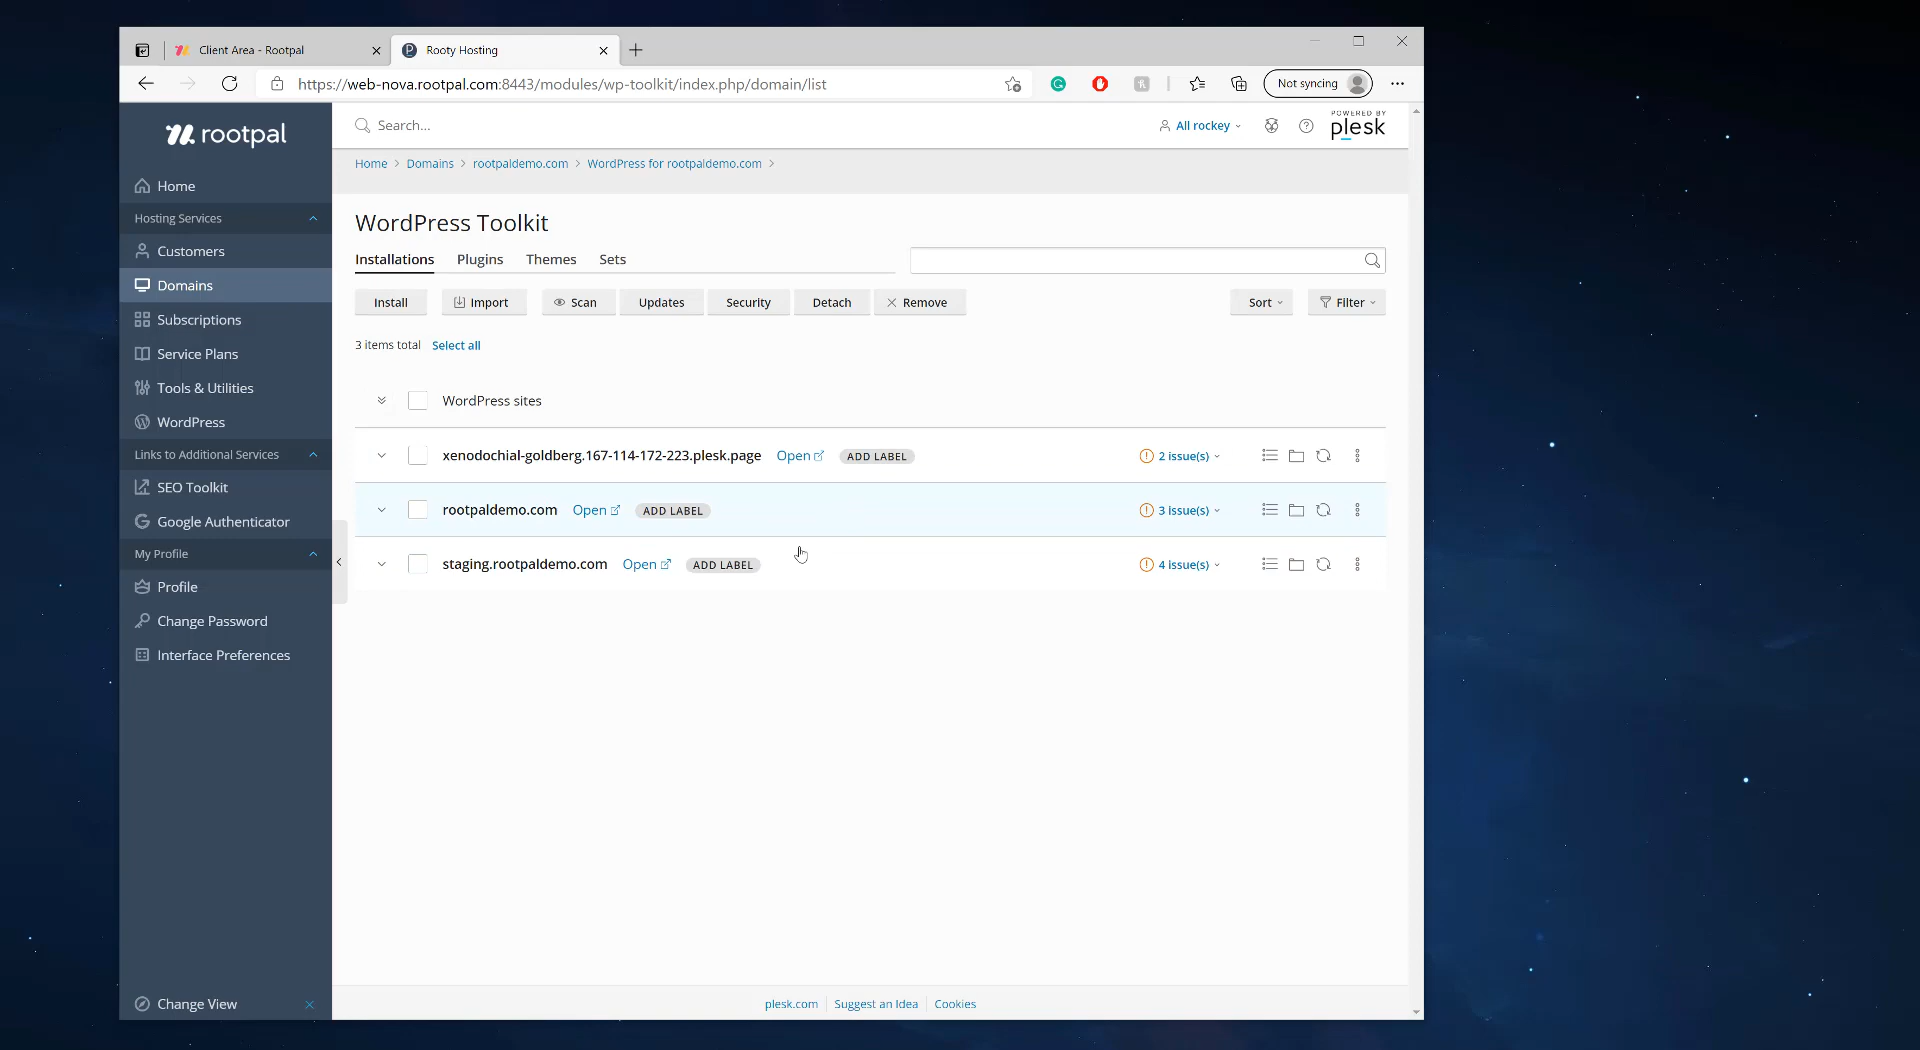 Client Area - Rootpal
Rooty Hosting
https://web-nova.rootpal.com:8443/modules/wp-toolkit/index.php/domain/list
Not syncing
rootpal
Search...
All rockey
POWERED BY
plesk
Home > Domains > rootpaldemo.com > WordPress for rootpaldemo.com >
Home
Hosting Services
Customers
Domains
Subscriptions
Service Plans
Tools & Utilities
WordPress
Links to Additional Services
SEO Toolkit
Google Authenticator
My Profile
Profile
Change Password
Interface Preferences
Change View
WordPress Toolkit
Installations Plugins Themes Sets
Install Import Scan Updates Security Detach Remove Sort Filter
3 items total Select all
WordPress sites
xenodochial-goldberg.167-114-172-223.plesk.page Open ADD LABEL 2 issue(s)
rootpaldemo.com Open ADD LABEL 3 issue(s)
staging.rootpaldemo.com Open ADD LABEL 4 issue(s)
plesk.com Suggest an Idea Cookies